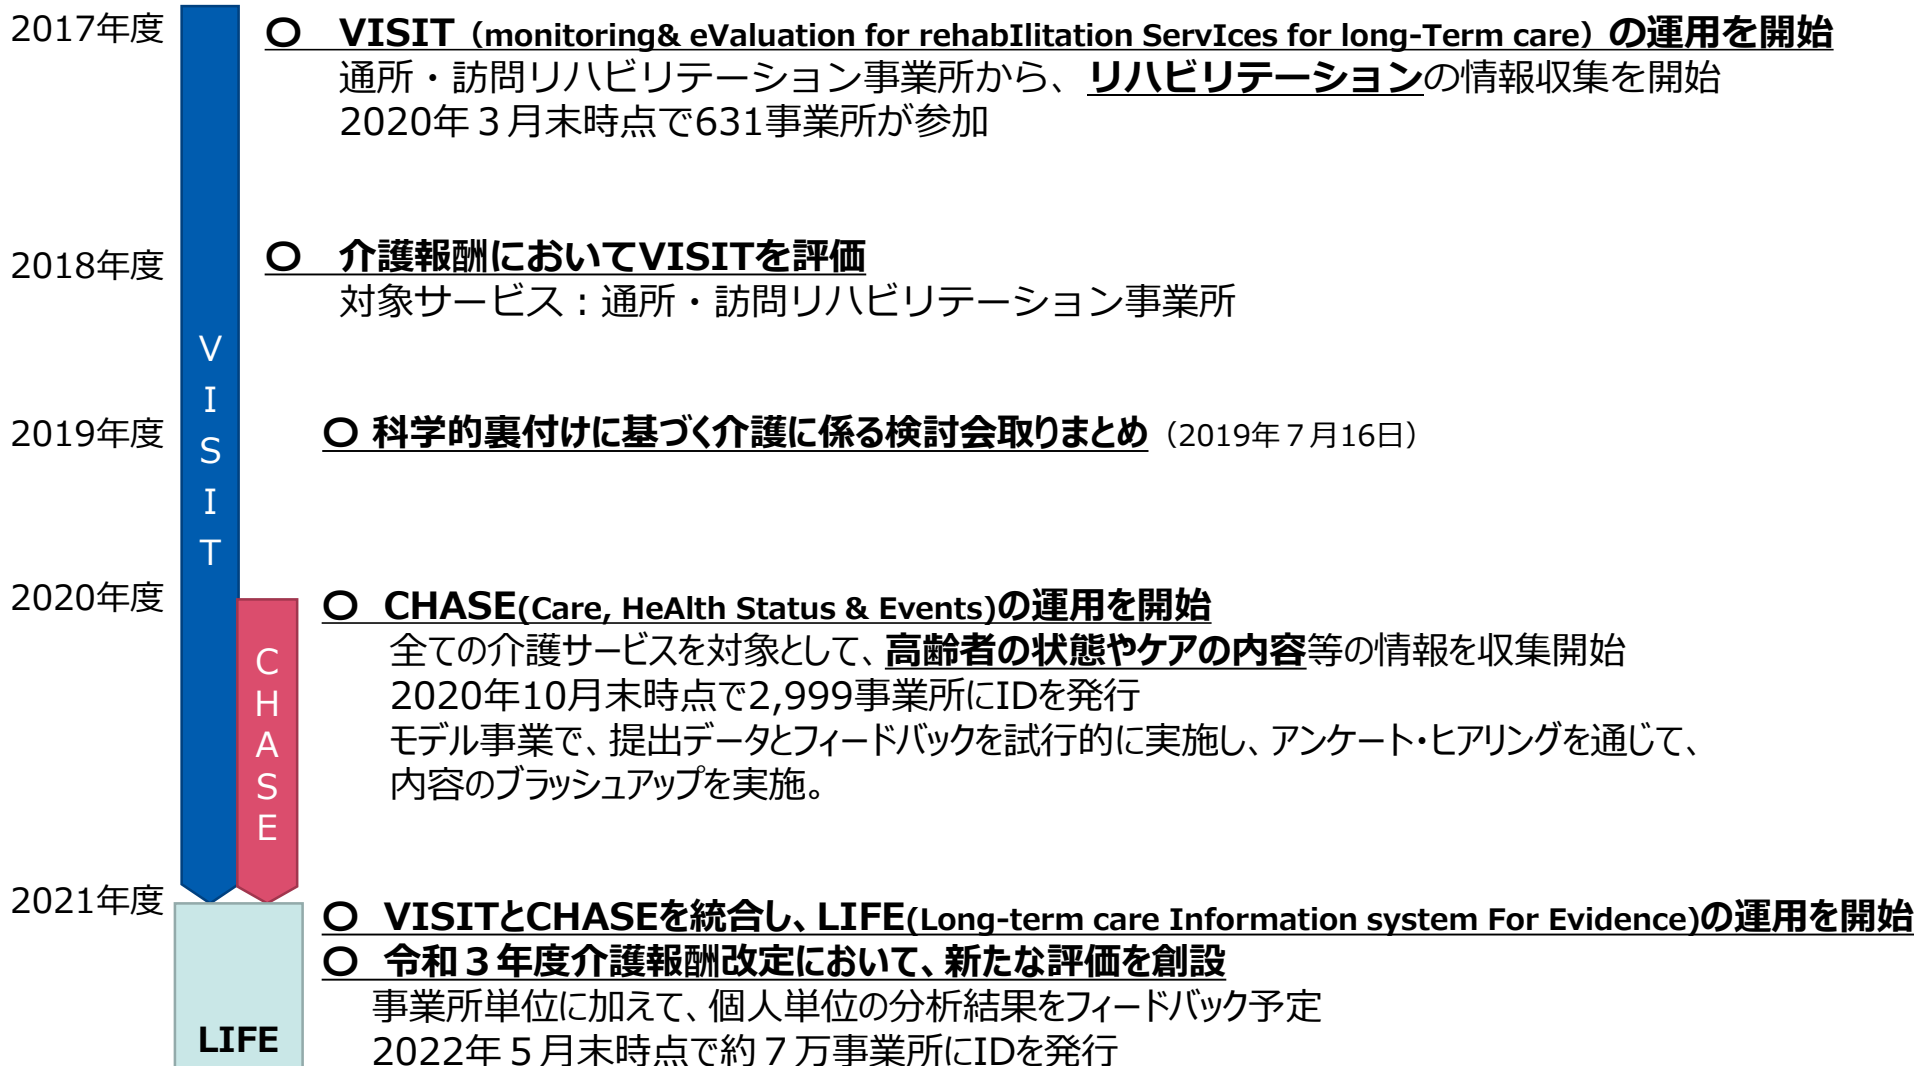 2017年度
○ VISIT（monitoring& eValuation for rehabIlitation ServIces for long-Term care）の運用を開始
通所・訪問リハビリテーション事業所から、リハビリテーションの情報収集を開始
2020年３月末時点で631事業所が参加
2018年度
○ 介護報酬においてVISITを評価
対象サービス：通所・訪問リハビリテーション事業所
VISIT
2019年度
○ 科学的裏付けに基づく介護に係る検討会取りまとめ（2019年７月16日）
2020年度
○ CHASE(Care, HeAlth Status & Events)の運用を開始
全ての介護サービスを対象として、高齢者の状態やケアの内容等の情報を収集開始
2020年10月末時点で2,999事業所にIDを発行
モデル事業で、提出データとフィードバックを試行的に実施し、アンケート・ヒアリングを通じて、
内容のブラッシュアップを実施。
CHASE
2021年度
○ VISITとCHASEを統合し、LIFE(Long-term care Information system For Evidence)の運用を開始
○ 令和３年度介護報酬改定において、新たな評価を創設
事業所単位に加えて、個人単位の分析結果をフィードバック予定
2022年５月末時点で約７万事業所にIDを発行
LIFE